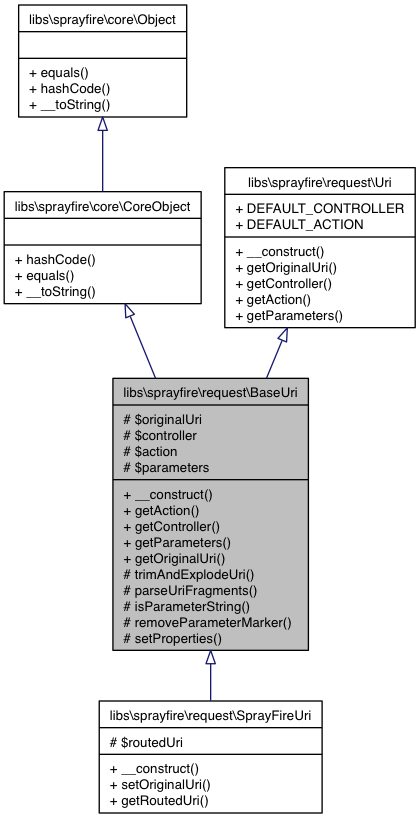 libs\sprayfire\core\Object
+ equals()
+ hashCode()
+ __toString()
libs\sprayfire\core\CoreObject
+ hashCode()
+ equals()
+ __toString()
libs\sprayfire\request\Uri
+ DEFAULT_CONTROLLER
+ DEFAULT_ACTION
+ __construct()
+ getOriginalUri()
+ getController()
+ getAction()
+ getParameters()
libs\sprayfire\request\BaseUri
# $originalUri
# $controller
# $action
# $parameters
+ __construct()
+ getAction()
+ getController()
+ getParameters()
+ getOriginalUri()
# trimAndExplodeUri()
# parseUriFragments()
# isParameterString()
# removeParameterMarker()
# setProperties()
libs\sprayfire\request\SprayFireUri
# $routedUri
+ __construct()
+ setOriginalUri()
+ getRoutedUri()